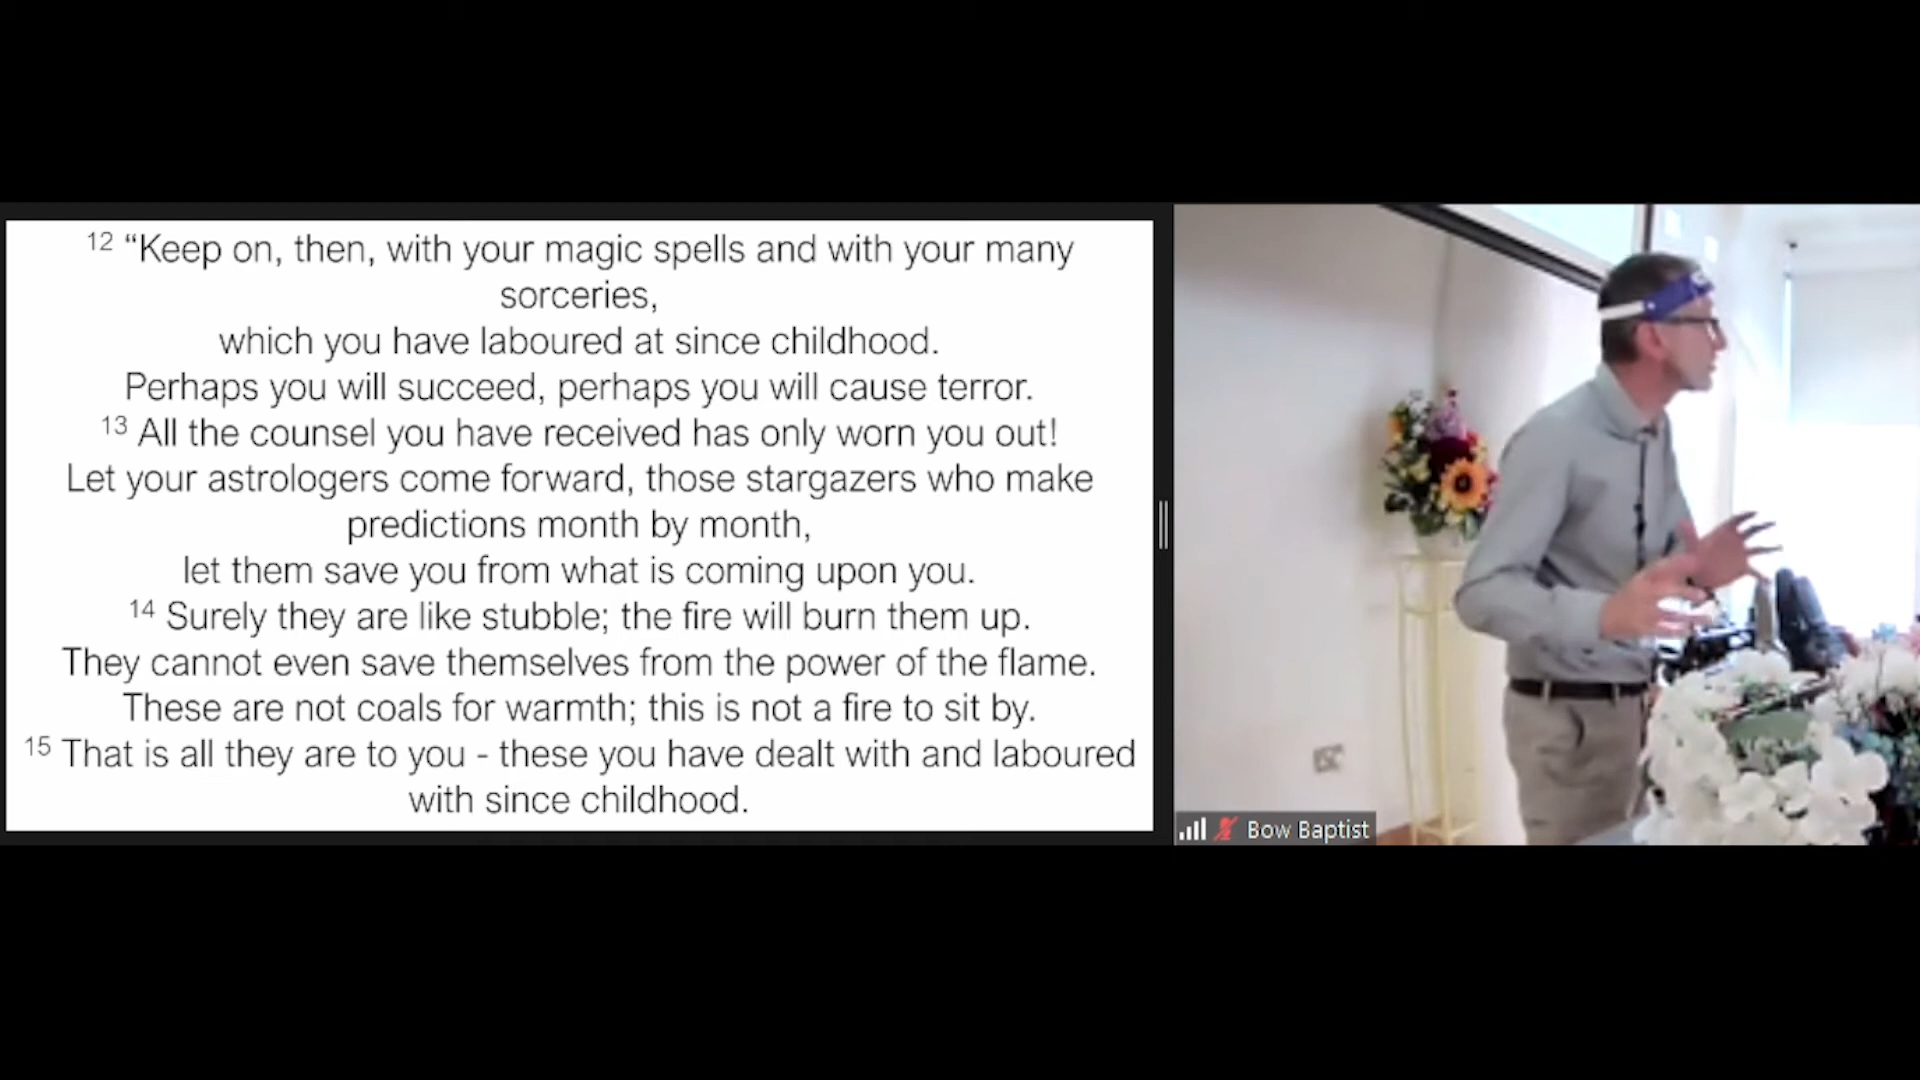 12 “Keep on, then, with your magic spells and with your many
sorceries,
which you have laboured at since childhood.
Perhaps you will succeed, perhaps you will cause terror.
13 All the counsel you have received has only worn you out!
Let your astrologers come forward, those stargazers who make
predictions month by month,
let them save you from what is coming upon you.
14 Surely they are like stubble; the fire will burn them up.
They cannot even save themselves from the power of the flame.
These are not coals for warmth; this is not a fire to sit by.
15 That is all they are to you - these you have dealt with and laboured
with since childhood.
Bow Baptist